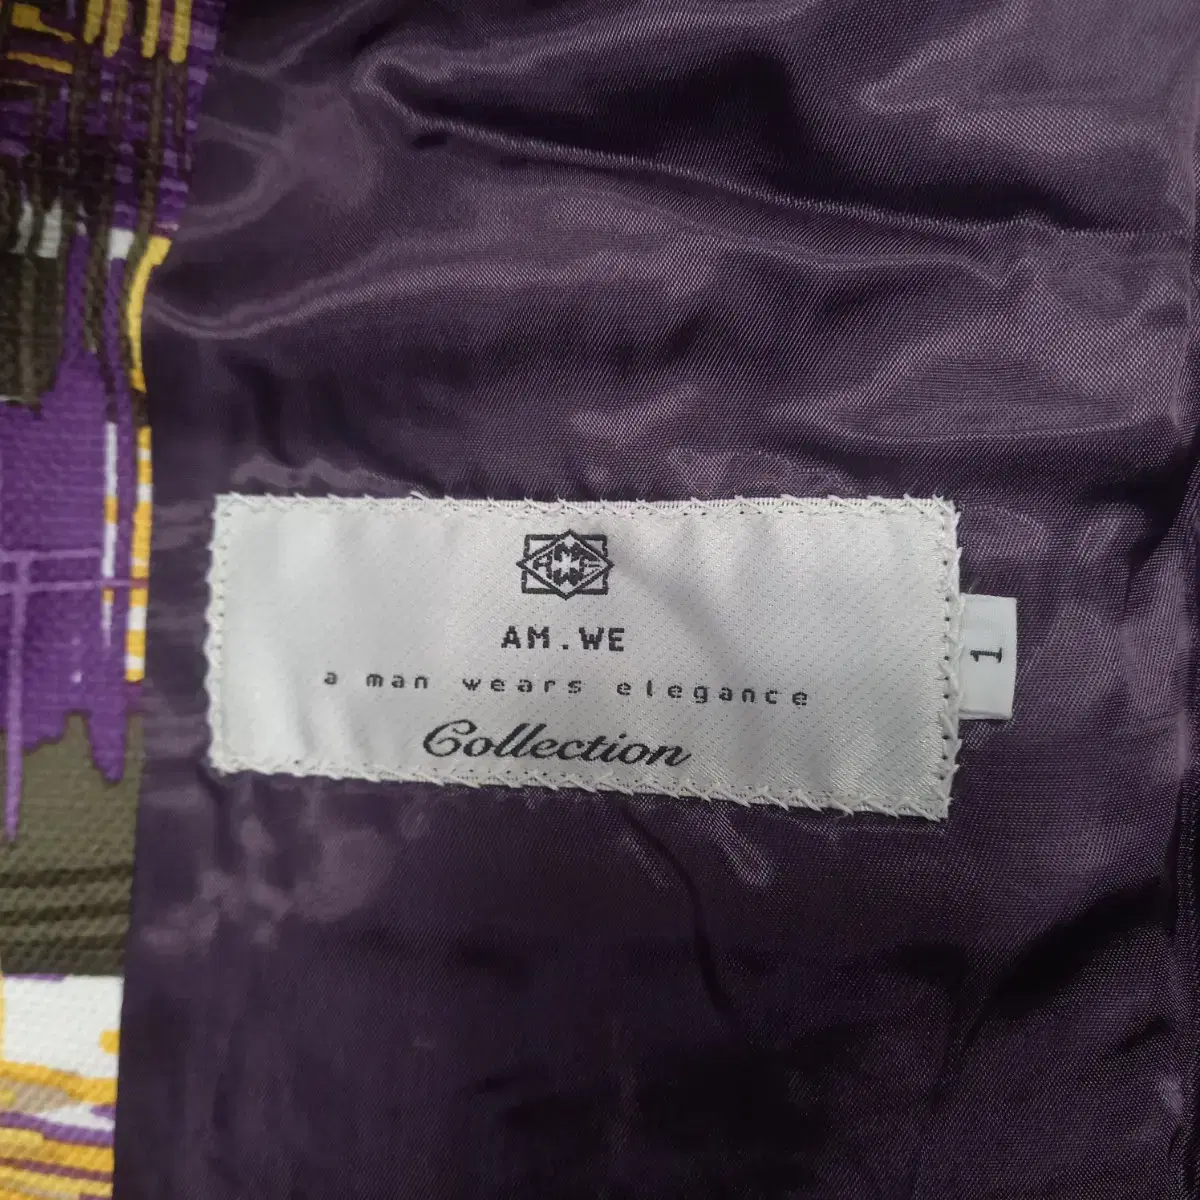 AM.WE
a man wears elegance
Collection
1